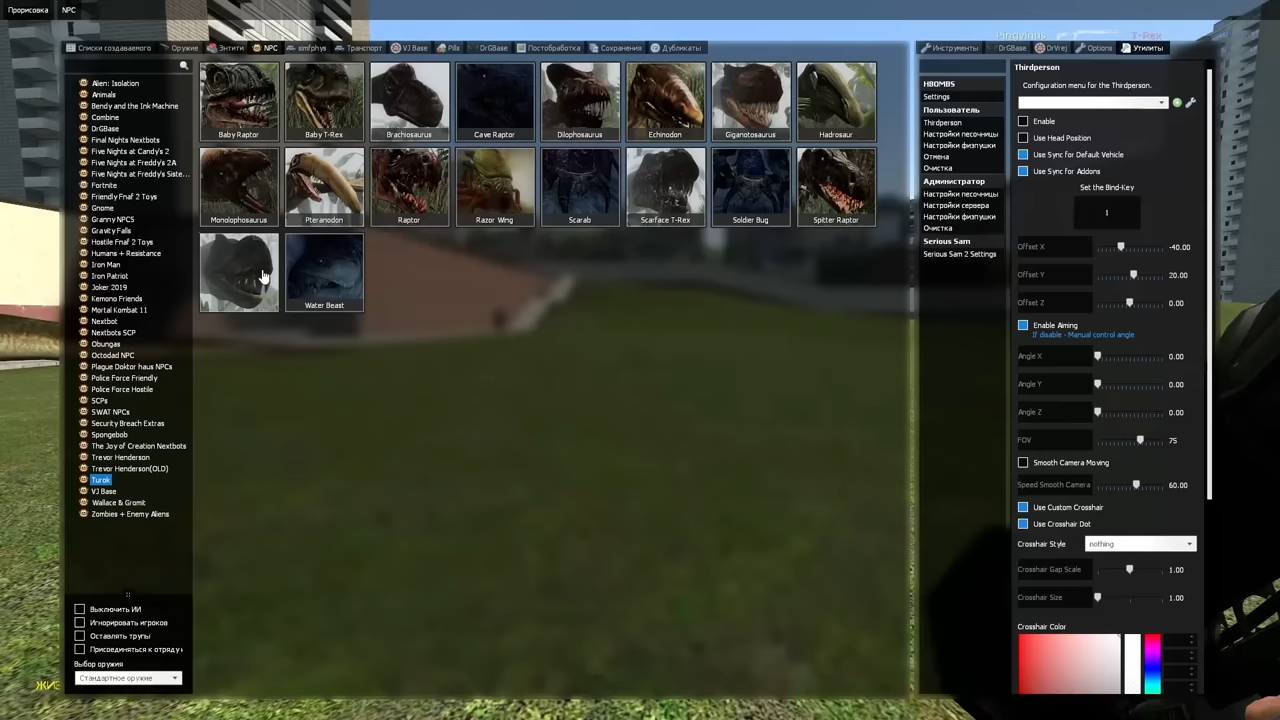 Прорисовка NPC
Pingvinus T-Rex
Списки создаваемого Оружие Энтити NPC simfphys Транспорт VJ Base Pills DrGBase Постобработка Сохранения Дубликаты
Инструменты DrGBase DrVrej Options Утилиты
Alien: Isolation
Animals
Bendy and the Ink Machine
Combine
DrGBase
Final Nextbots
Five Nights at Candy's 2
Five Nights at Freddy's 2A
Five Nights at Freddy's Siste...
Fortnite
Friendly Fnaf 2 Toys
Gnome
Granny NPCS
Gravity Falls
Hostile Fnaf 2 Toys
Humans + Resistance
Iron Man
Iron Patriot
Joker 2019
Kemono Friends
Mortal Kombat 11
Nextbot
Nextbots SCP
Obungas
Octodad NPC
Plague Doktor haus NPCs
Police Force Friendly
Police Force Hostile
SCPs
SWAT NPCs
Security Breach Extras
Spongebob
The Joy of Creation Nextbots
Trevor Henderson
Trevor Henderson(OLD)
Turok
VJ Base
Wallace & Gromit
Zombies + Enemy Aliens
Выключить ИИ
Игнорировать игроков
Оставлять трупы
Присоединяться к отряду
Выбор оружия
Стандартное оружие
Baby Raptor Baby T-Rex Brachiosaurus Cave Raptor Dilophosaurus Echinodon Giganotosaurus Hadrosaur
Monolophosaurus Pteranodon Raptor Razor Wing Scarab Scarface T-Rex Soldier Bug Spitter Raptor
Water Beast
HBOMBS
Settings
Пользователь
Thirdperson
Настройки песочницы
Настройки физпушки
Отмена
Очистка
Администратор
Настройки песочницы
Настройки сервера
Настройки физпушки
Очистка
Serious Sam
Serious Sam 2 Settings
Thirdperson
Configuration menu for the Thirdperson.
Enable
Use Head Position
Use Sync for Default Vehicle
Use Sync for Addons
Set the Bind-Key
1
Offset X -40.00
Offset Y 20.00
Offset Z 0.00
Enable Aiming
If disable - Manual control angle
Angle X 0.00
Angle Y 0.00
Angle Z 0.00
FOV 75
Smooth Camera Moving
Speed Smooth Camera 60.00
Use Custom Crosshair
Use Crosshair Dot
Crosshair Style nothing
Crosshair Gap Scale 1.00
Crosshair Size 1.00
Crosshair Color